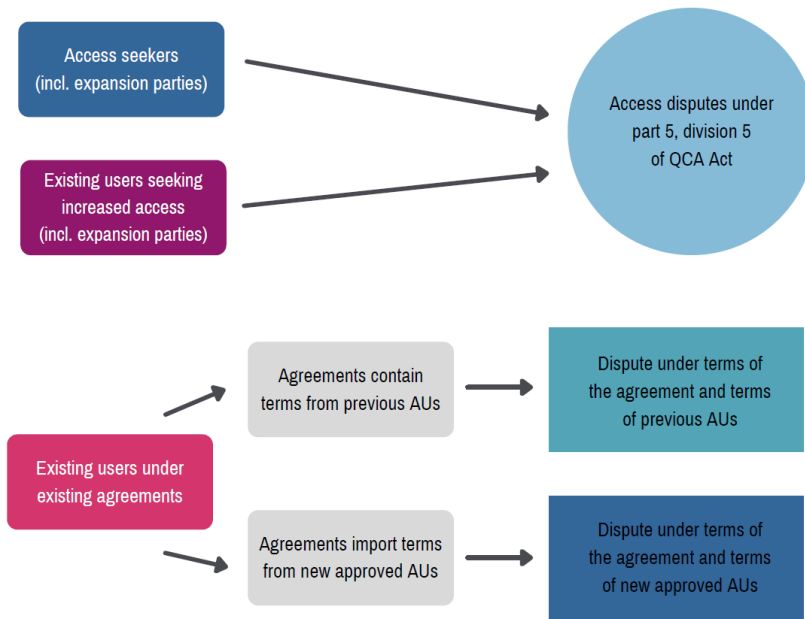 Access seekers
(incl. expansion parties)
Access disputes under
part 5, division 5
of QCA Act
Existing users seeking
increased access
(incl. expansion parties)
Agreements contain
terms from previous AUs
Dispute under terms of
the agreement and terms
of previous AUs
Existing users under
existing agreements
Agreements import terms
from new approved AUs
Dispute under terms of
the agreement and terms
of new approved AUs